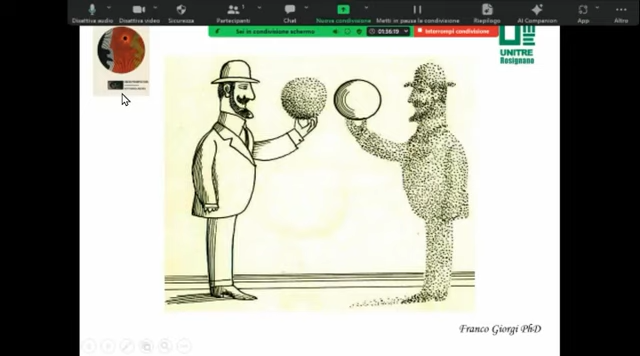 Disattiva audio
Disattiva video
Sicurezza
Partecipanti
Chat
Nuova condivisione
Metti in pausa la condivisione
Riepilogo
AI Companion
App
Altro
Sei in condivisione schermo
01:56:19
Interrompi condivisione
UNITRE
Rosignano
Franco Giorgi PhD